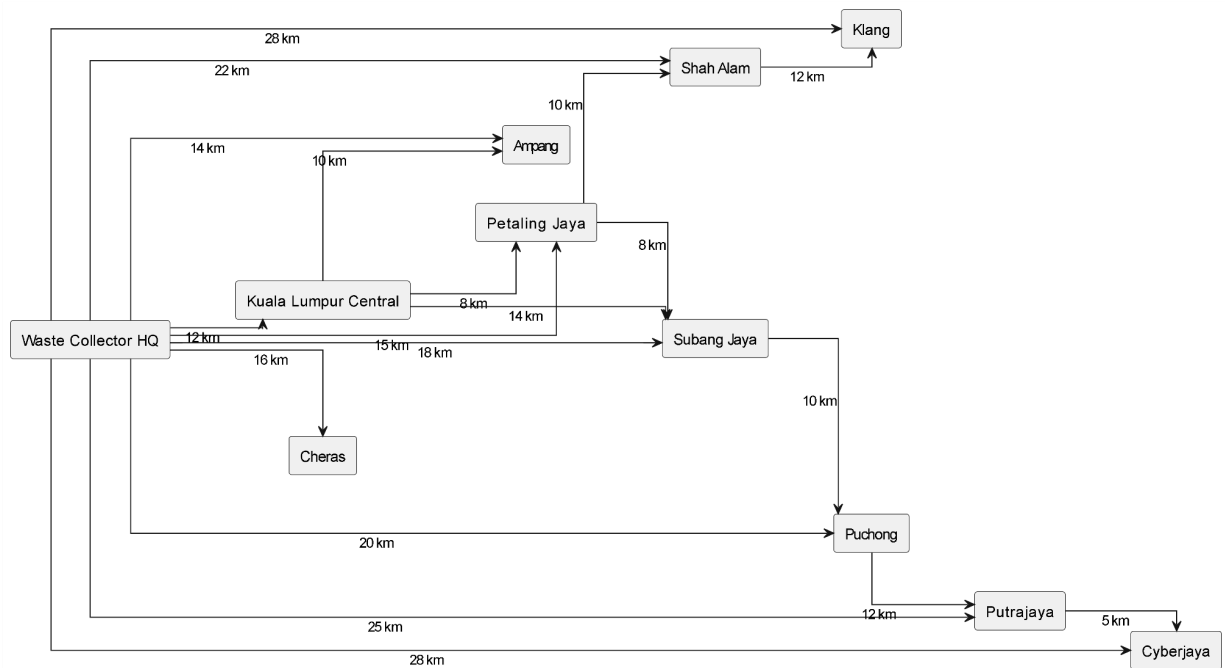 Klang
28 km
Shah Alam
22 km
12 km
10 km
Ampang
14 km
10 km
Petaling Jaya
8 km
Kuala Lumpur Central
8 km
14 km
Waste Collector HQ
12 km
15 km
18 km
Subang Jaya
16 km
10 km
Cheras
Puchong
20 km
Putrajaya
12 km
5 km
25 km
Cyberjaya
28 km